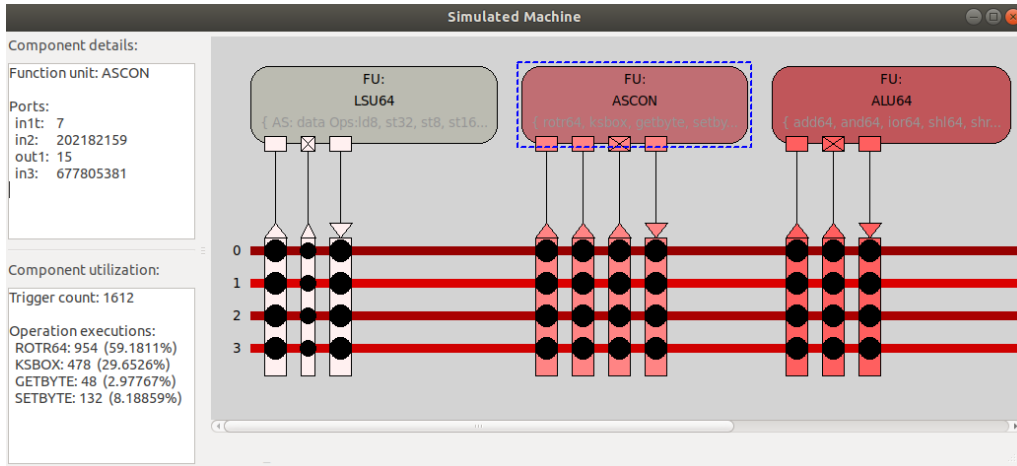 Simulated Machine
Component details:
Function unit: ASCON
Ports:
in1t: 7
in2: 202182159
out1: 15
in3: 677805381
Component utilization:
Trigger count: 1612
Operation executions:
ROTR64: 954 (59.1811%)
KSBOX: 478 (29.6526%)
GETBYTE: 48 (2.97767%)
SETBYTE: 132 (8.18859%)
FU:
LSU64
{ AS: data Ops:ld8, st32, st8, st16...
FU:
ASCON
{ rotr64, ksbox, getbyte, setby...
FU:
ALU64
{ add64, and64, ior64, shl64, shr...
0
1
2
3